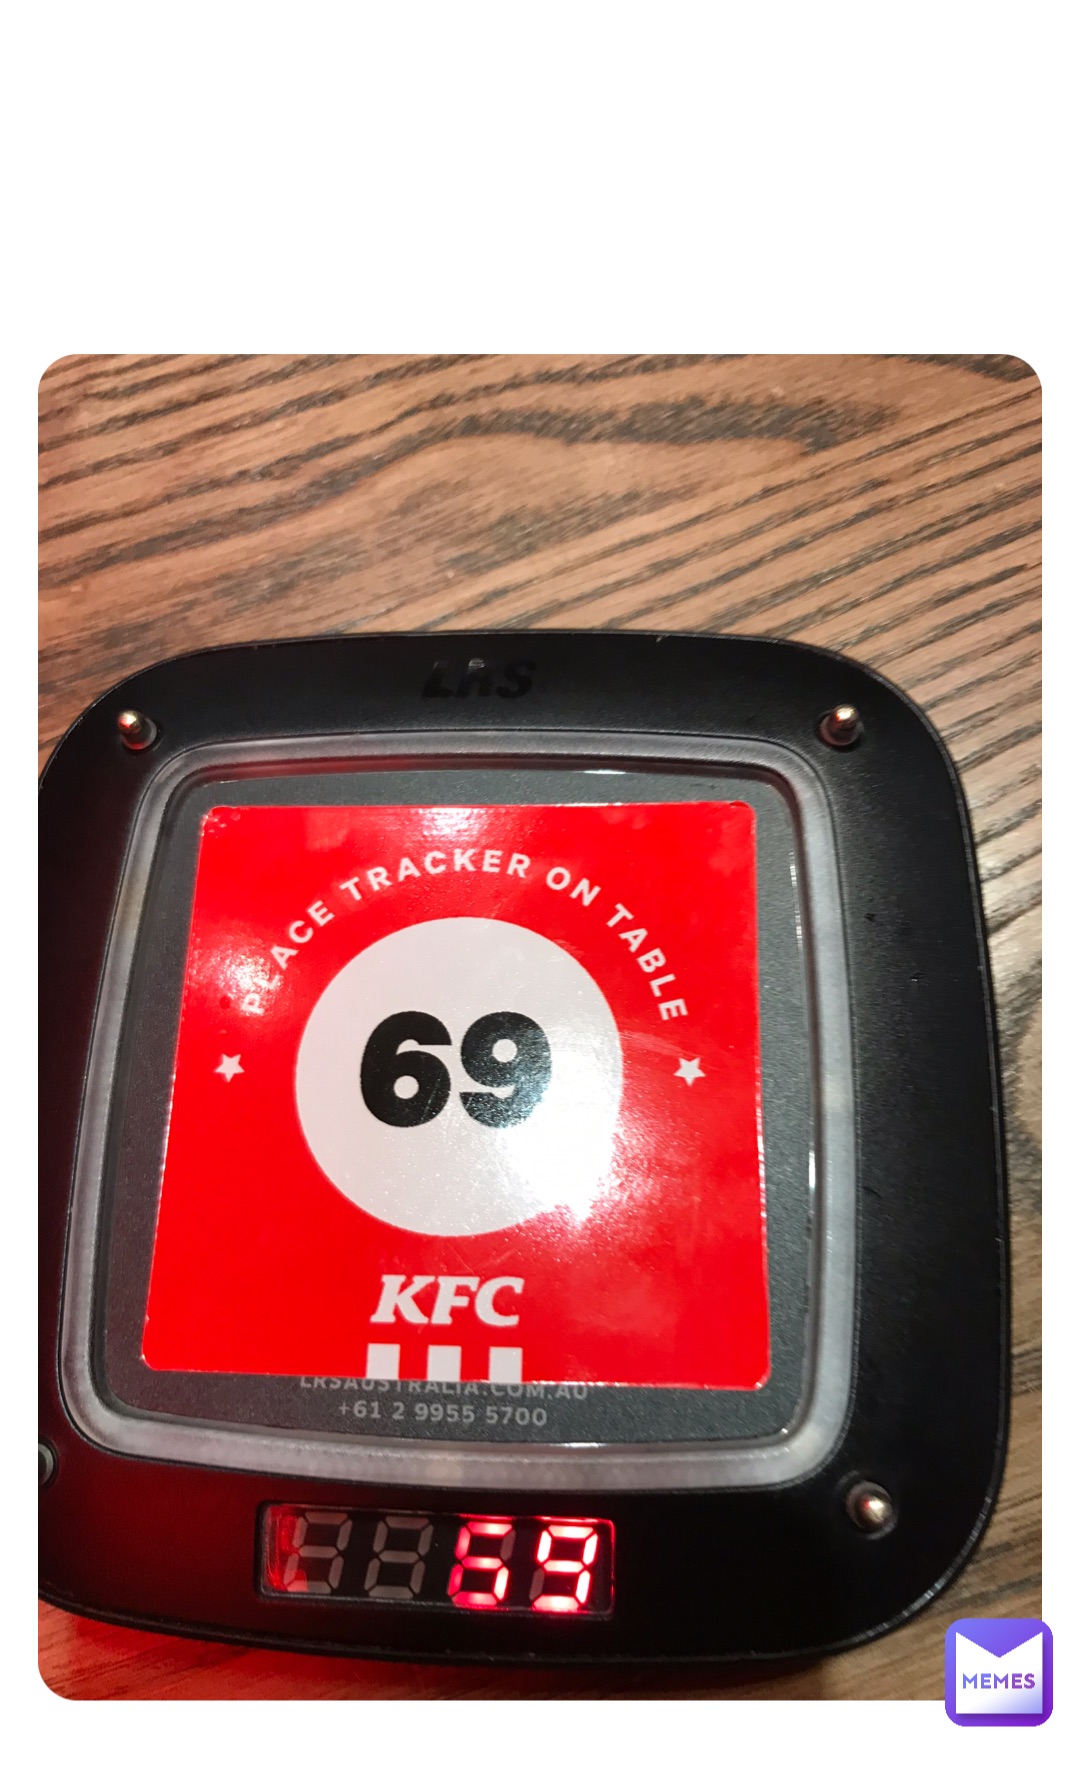 LRS
PLACE TRACKER ON TABLE
69
KFC
LRSAUSTRALIA.COM.AU
+61 2 9955 5700
69
MEMES